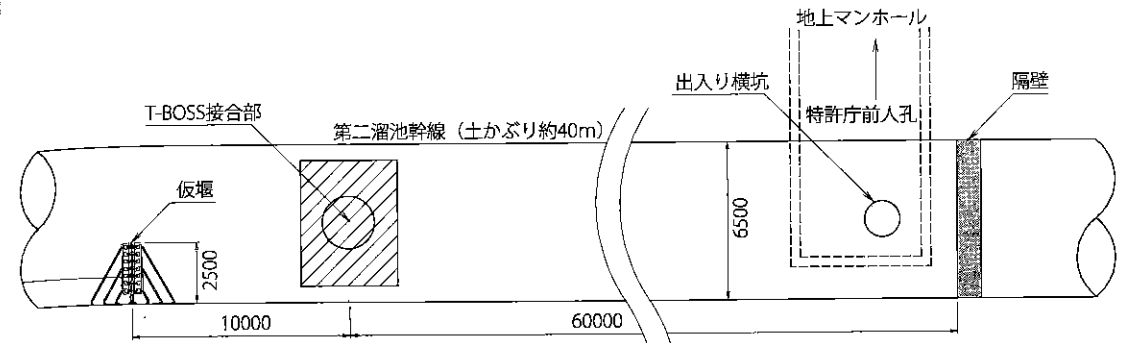 地上マンホール
出入り横坑
隔壁
T-BOSS接合部
特許庁前人孔
第二溜池幹線（土かぶり約40m）
仮堰
2500
6500
10000
60000